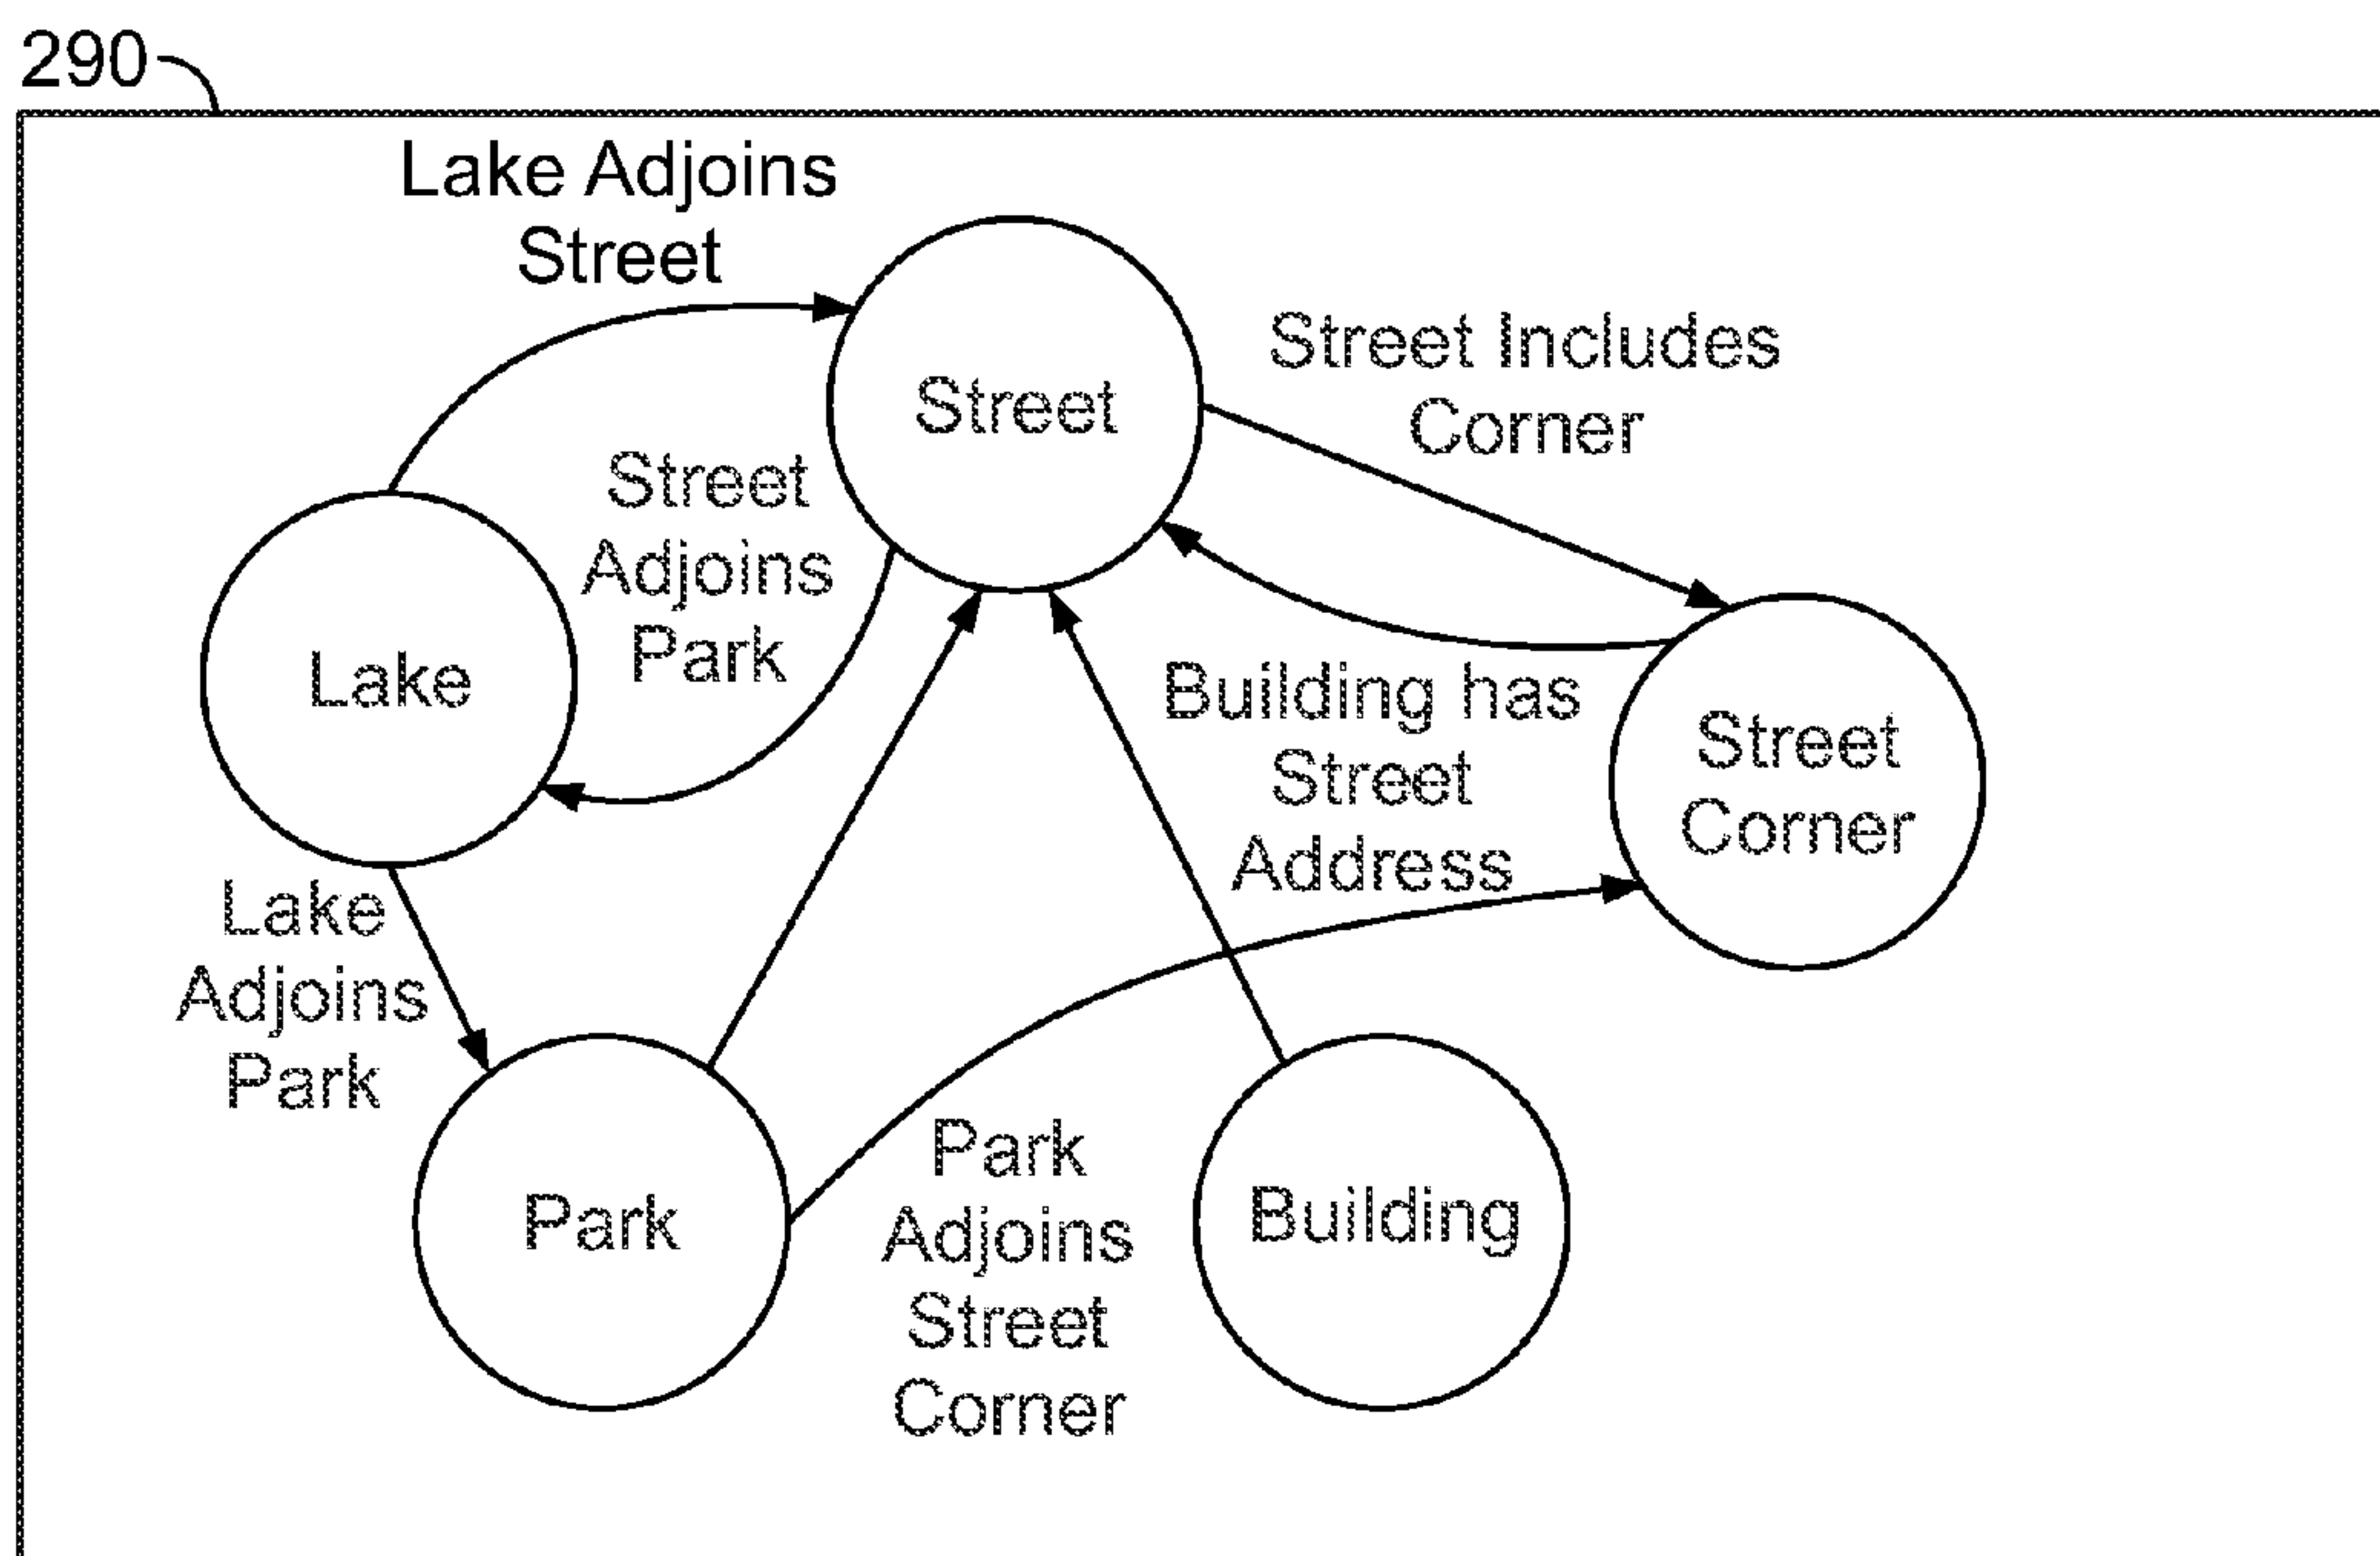 290
Lake Adjoins
Street
Street
Street Includes
Corner
Street
Adjoins
Park
Lake
Building has
Street
Address
Street
Corner
Lake
Adjoins
Park
Park
Park
Adjoins
Street
Corner
Building